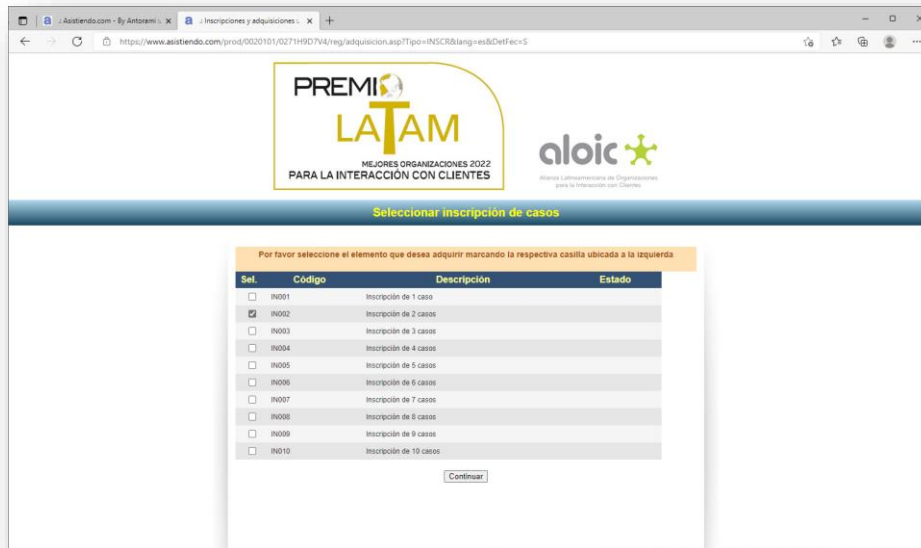 .: Asistiendo.com - By Antorami :.
.: Inscripciones y adquisiciones :.
https://www.asistiendo.com/prod/0020101/0271H9D7V4/reg/adquisicion.asp?Tipo=INSCR&lang=es&DetFec=S
PREMIO
LATAM
MEJORES ORGANIZACIONES 2022
PARA LA INTERACCIÓN CON CLIENTES
aloic
Alianza Latinoamericana de Organizaciones
para la Interacción con Clientes
Seleccionar inscripción de casos
Por favor seleccione el elemento que desea adquirir marcando la respectiva casilla ubicada a la izquierda
Sel. Código Descripción Estado
IN001 Inscripción de 1 caso
IN002 Inscripción de 2 casos
IN003 Inscripción de 3 casos
IN004 Inscripción de 4 casos
IN005 Inscripción de 5 casos
IN006 Inscripción de 6 casos
IN007 Inscripción de 7 casos
IN008 Inscripción de 8 casos
IN009 Inscripción de 9 casos
IN010 Inscripción de 10 casos
Continuar